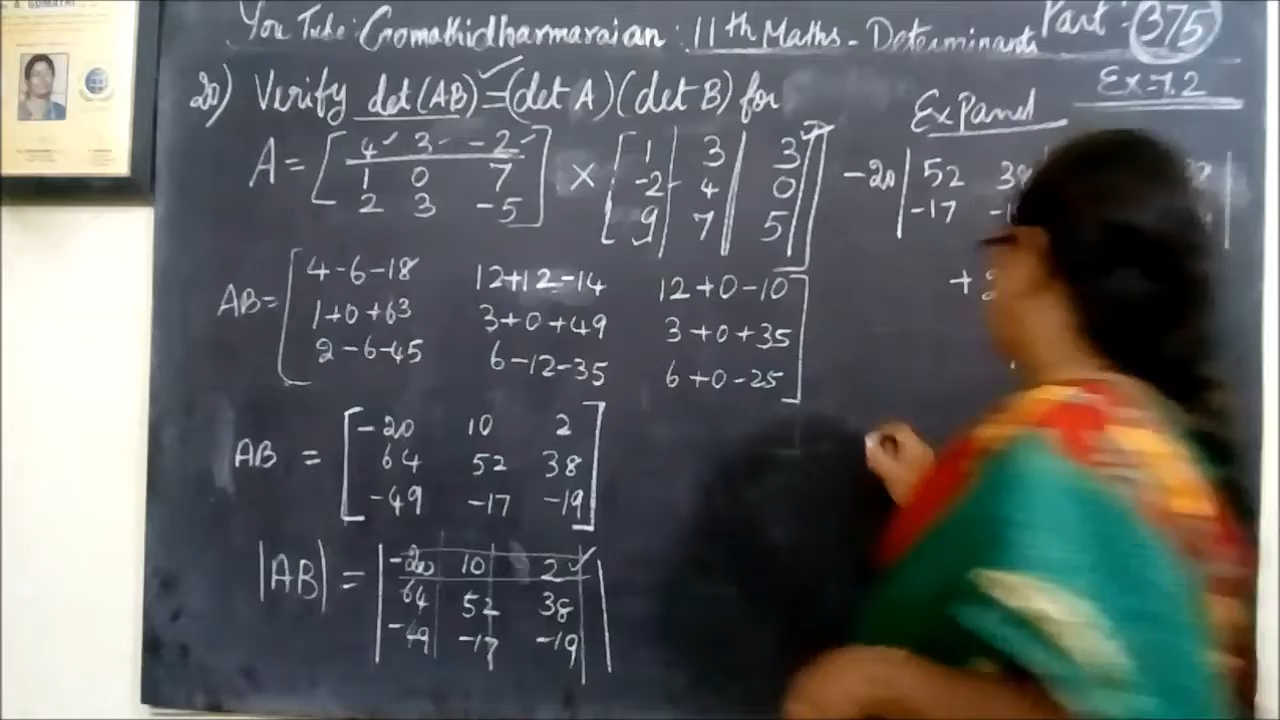 You Tube: Gomathidharmaraian: 11th Maths - Determinants Part: 375
Ex-7.2
20) Verify det(AB) = (det A)(det B) for
A = [ 4 3 -2 ] × [ 1 3 3 ]
1 0 7 -2 4 0
2 3 -5 9 7 5
AB = [ 4-6-18 12+12-14 12+0-10 ]
1+0+63 3+0+49 3+0+35
2-6-45 6-12-35 6+0-25
AB = [ -20 10 2 ]
64 52 38
-49 -17 -19
|AB| = | -20 10 2 |
64 52 38
-49 -17 -19
Expand
-20 | 52
-17
+